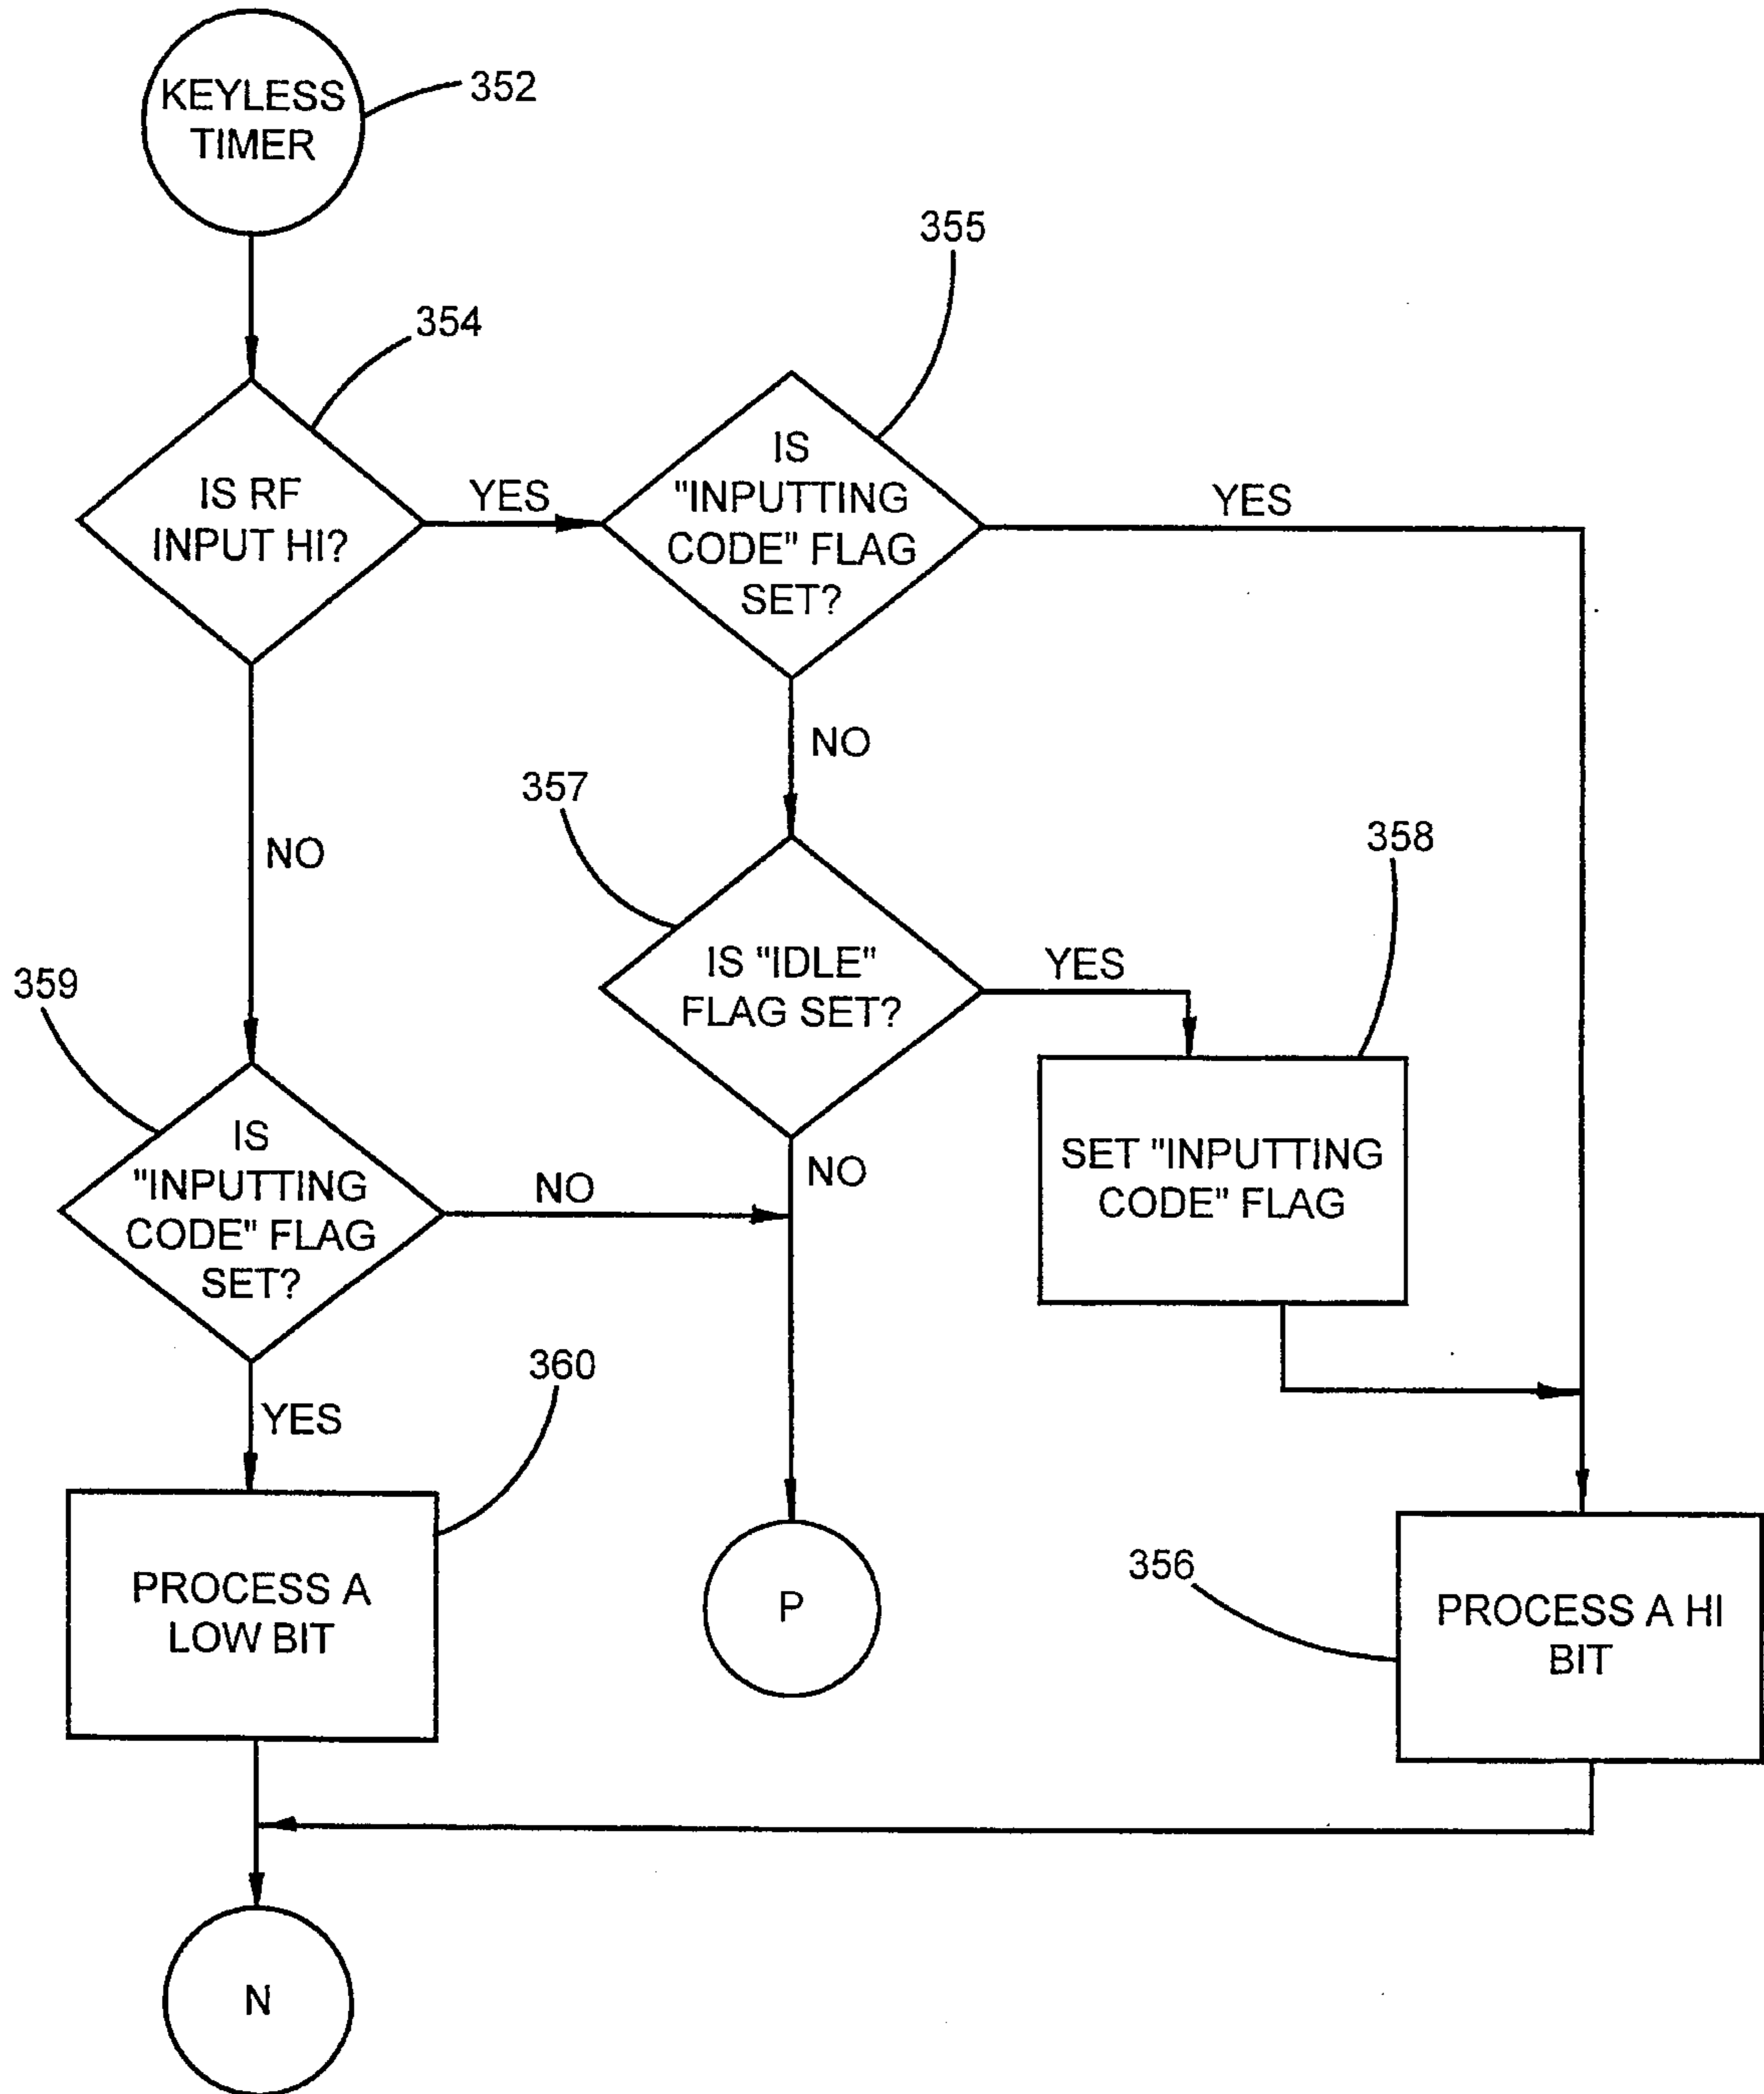 KEYLESS
TIMER
352
354
IS RF
INPUT HI?
YES
355
IS
"INPUTTING
CODE" FLAG
SET?
YES
NO
NO
357
IS "IDLE"
FLAG SET?
YES
358
SET "INPUTTING
CODE" FLAG
NO
359
IS
"INPUTTING
CODE" FLAG
SET?
NO
YES
360
PROCESS A
LOW BIT
P
356
PROCESS A HI
BIT
N